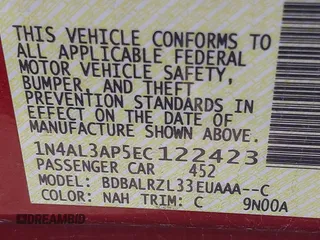 THIS VEHICLE CONFORMS TO
ALL APPLICABLE FEDERAL
MOTOR VEHICLE SAFETY,
BUMPER, AND THEFT
PREVENTION STANDARDS IN
EFFECT ON THE DATE OF
MANUFACTURE SHOWN ABOVE.
1N4AL3AP5EC122423
PASSENGER CAR 452
MODEL: BDBALRZL33EUAAA--C
COLOR: NAH TRIM: C 9N00A
DREAMBID